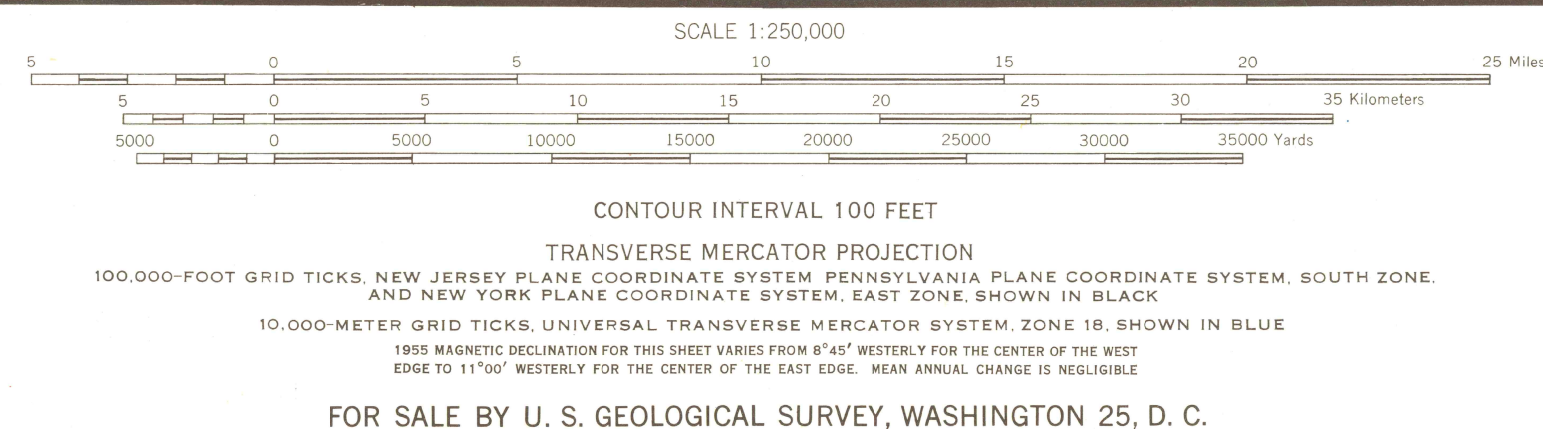 SCALE 1:250,000
5 0 5 10 15 20 25 Miles
5 0 5 10 15 20 25 30 35 Kilometers
5000 0 5000 10000 15000 20000 25000 30000 35000 Yards
CONTOUR INTERVAL 100 FEET
TRANSVERSE MERCATOR PROJECTION
100,000-FOOT GRID TICKS, NEW JERSEY PLANE COORDINATE SYSTEM PENNSYLVANIA PLANE COORDINATE SYSTEM, SOUTH ZONE,
AND NEW YORK PLANE COORDINATE SYSTEM, EAST ZONE, SHOWN IN BLACK
10,000-METER GRID TICKS, UNIVERSAL TRANSVERSE MERCATOR SYSTEM, ZONE 18, SHOWN IN BLUE
1955 MAGNETIC DECLINATION FOR THIS SHEET VARIES FROM 8°45′ WESTERLY FOR THE CENTER OF THE WEST
EDGE TO 11°00′ WESTERLY FOR THE CENTER OF THE EAST EDGE. MEAN ANNUAL CHANGE IS NEGLIGIBLE
FOR SALE BY U. S. GEOLOGICAL SURVEY, WASHINGTON 25, D. C.